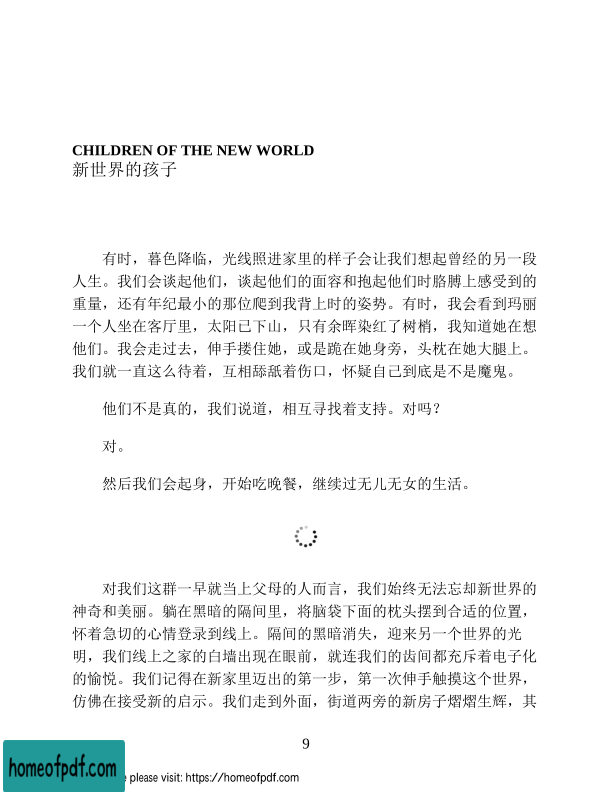 CHILDREN OF THE NEW WORLD
新世界的孩子
有时，暮色降临，光线照进家里的样子会让我们想起曾经的另一段
人生。我们会谈起他们，谈起他们的面容和抱起他们时胳膊上感受到的
重量，还有年纪最小的那位爬到我背上时的姿势。有时，我会看到玛丽
一个人坐在客厅里，太阳已下山，只有余晖染红了树梢，我知道她在想
他们。我会走过去，伸手搂住她，或是跪在她身旁，头枕在她大腿上。
我们就一直这么待着，互相舔舐着伤口，怀疑自己到底是不是魔鬼。
他们不是真的，我们说道，相互寻找着支持。对吗？
对。
然后我们会起身，开始吃晚餐，继续过无儿无女的生活。
对我们这群一早就当上父母的人而言，我们始终无法忘却新世界的
神奇和美丽。躺在黑暗的隔间里，将脑袋下面的枕头摆到合适的位置，
怀着急切的心情登录到线上。隔间的黑暗消失，迎来另一个世界的光
明，我们线上之家的白墙出现在眼前，就连我们的齿间都充斥着电子化
的愉悦。我们记得在新家里迈出的第一步，第一次伸手触摸这个世界，
仿佛在接受新的启示。我们走到外面，街道两旁的新房子熠熠生辉，其
9
homeofpdf.com
please visit: https://homeofpdf.com